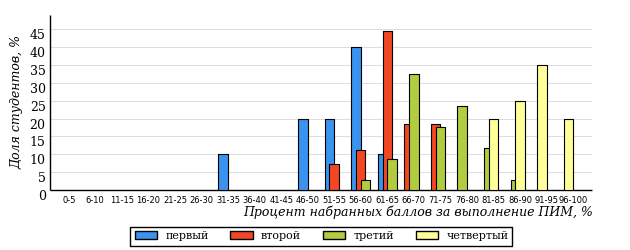 Доля студентов, %
45
40
35
30
25
20
15
10
5
0
0-5 6-10 11-15 16-20 21-25 26-30 31-35 36-40 41-45 46-50 51-55 56-60 61-65 66-70 71-75 76-80 81-85 86-90 91-95 96-100
Процент набранных баллов за выполнение ПИМ, %
первый второй третий четвертый